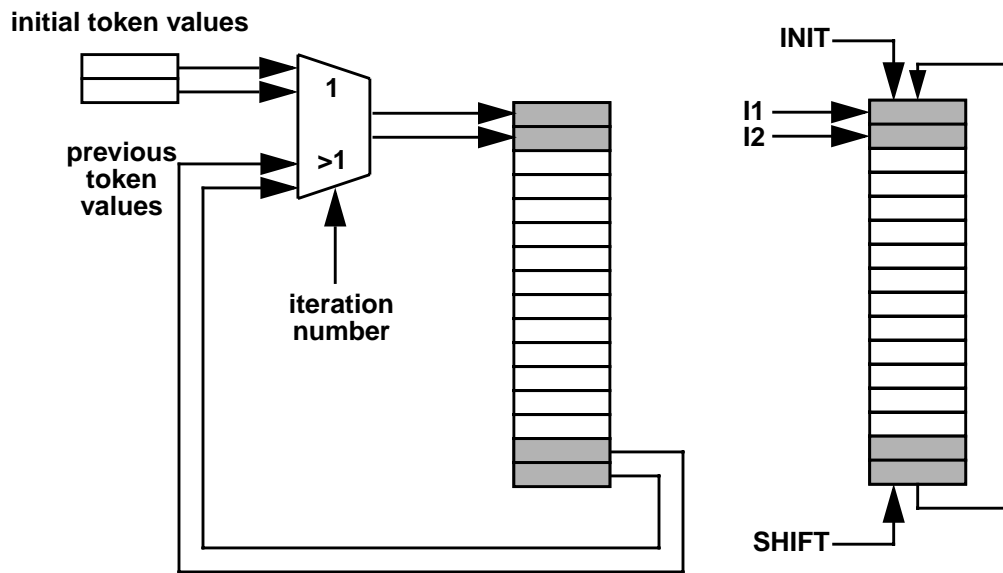 initial token values
1
>1
previous
token
values
iteration
number
INIT
I1
I2
SHIFT